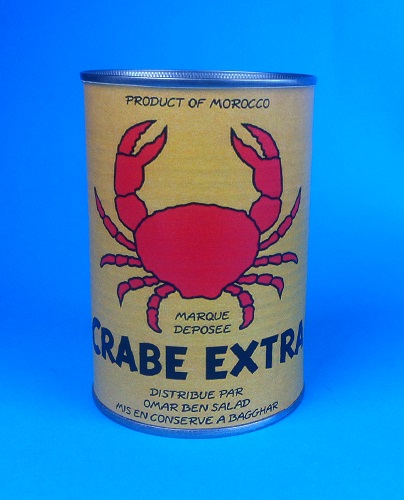 PRODUCT OF MOROCCO
MARQUE
DEPOSEE
CRABE EXTRA
DISTRIBUE PAR
OMAR BEN SALAD
MIS EN CONSERVE A BAGGHAR